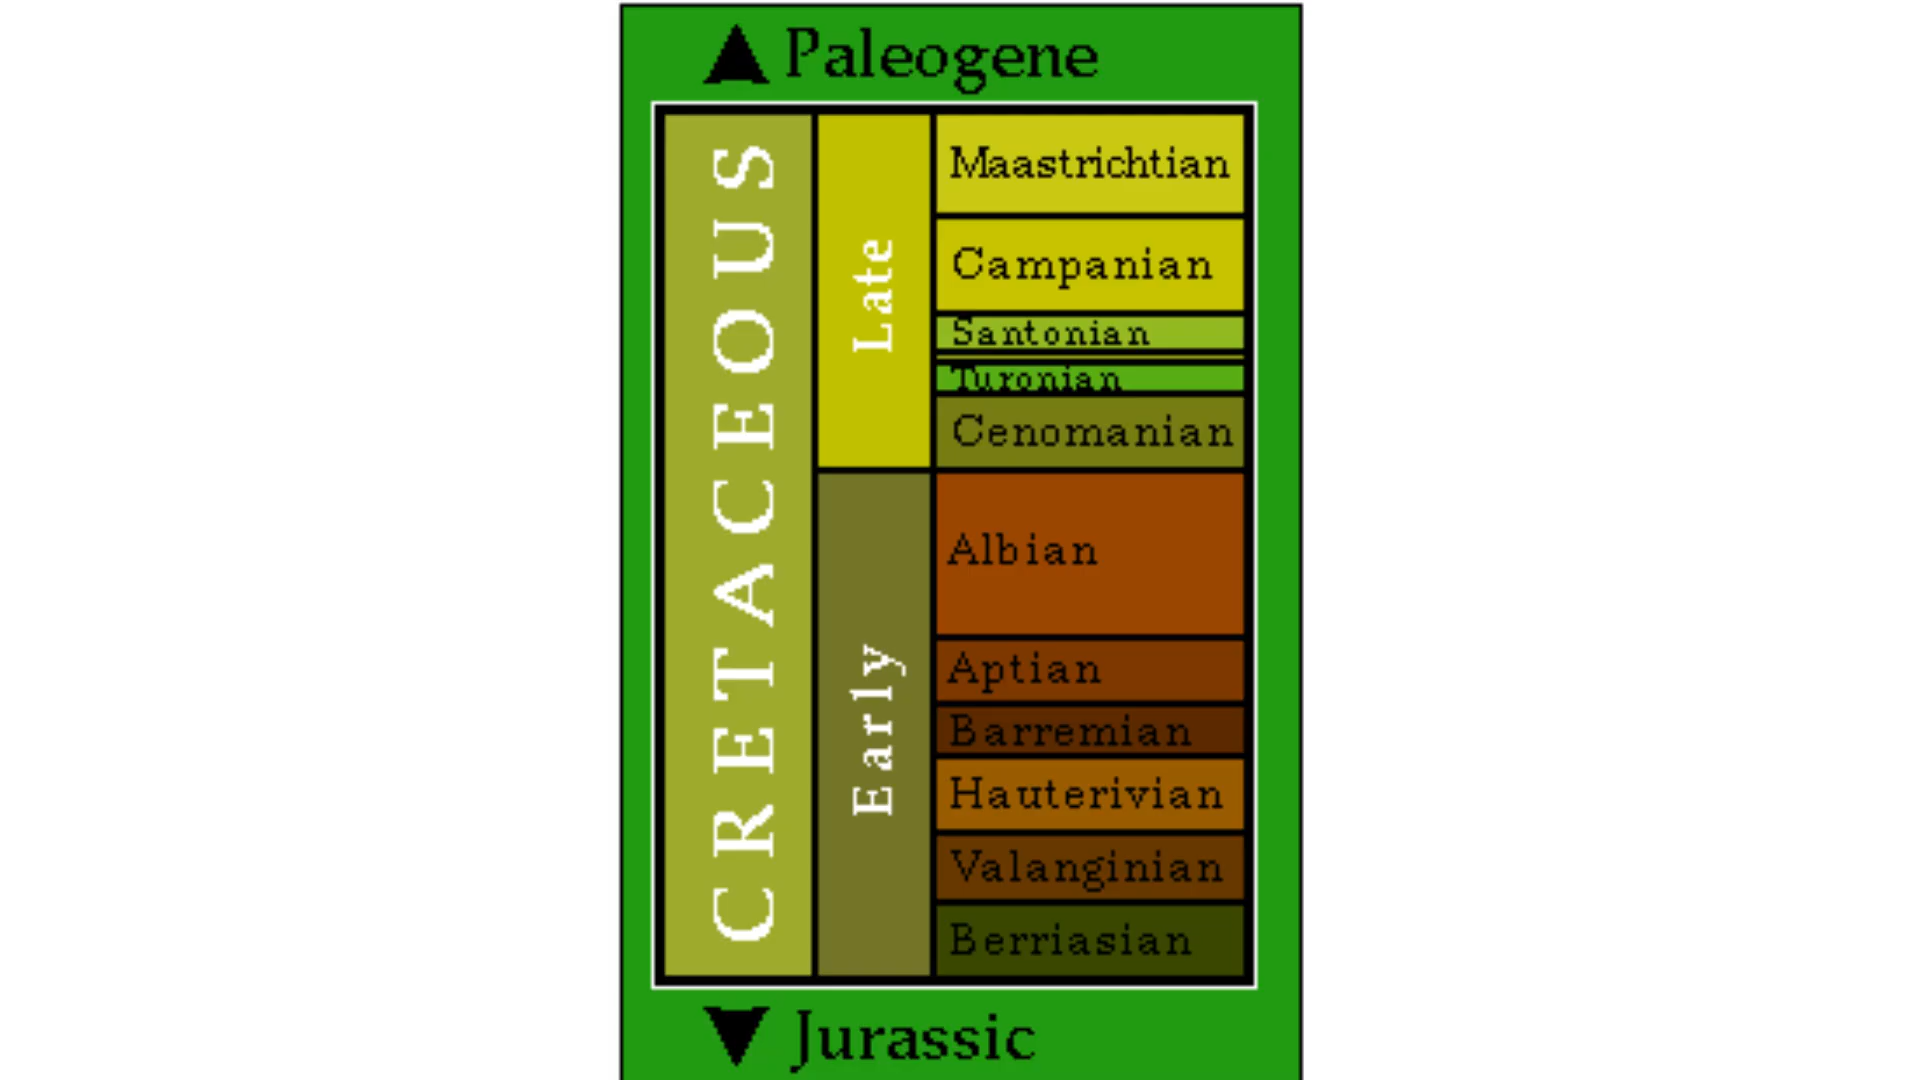 Paleogene
CRETACEOUS
Late
Maastrichtian
Campanian
Santonian
Turonian
Cenomanian
Early
Albian
Aptian
Barremian
Hauterivian
Valanginian
Berriasian
Jurassic